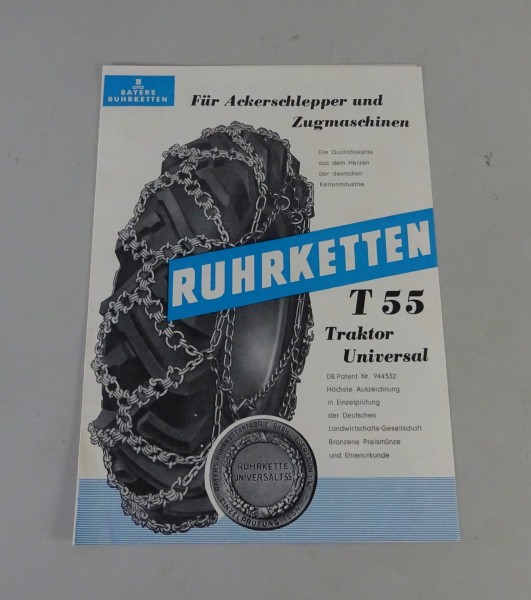 B
BAYERS
RUHRKETTEN
Für Ackerschlepper und
Zugmaschinen
Die Qualitätskette
aus dem Herzen
der deutschen
Kettenindustrie
RUHRKETTEN
T 55
Traktor
Universal
DB Patent Nr. 944532
Höchste Auszeichnung
in Einzelprüfung
der Deutschen
Landwirtschafts-Gesellschaft
Bronzene Preismünze
und Ehrenurkunde
RUHRKETTE
UNIVERSAL T55
EINZELPRÜFUNG